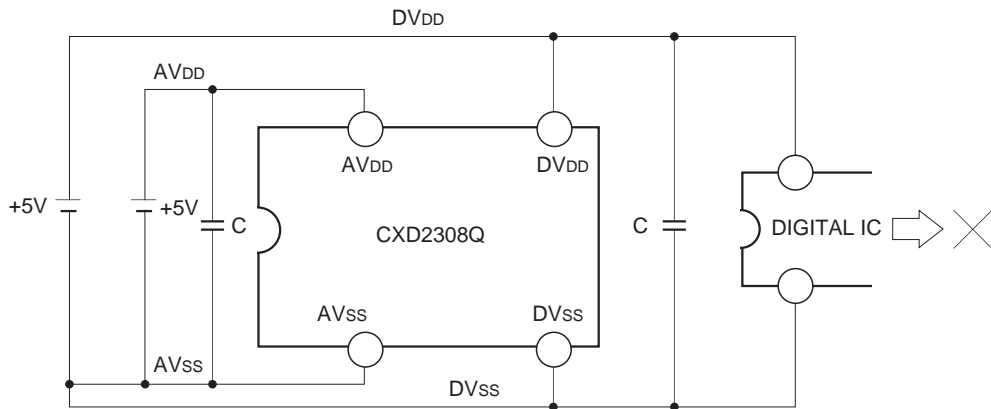 DVDD
AVDD
AVDD
DVDD
+5V
+5V
C
CXD2308Q
C
DIGITAL IC
AVSS
DVSS
AVSS
DVSS